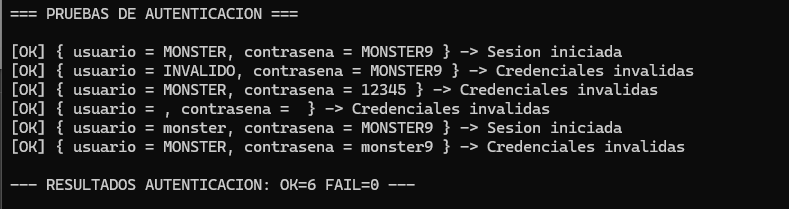 === PRUEBAS DE AUTENTICACION ===
[OK] { usuario = MONSTER, contrasena = MONSTER9 } -> Sesion iniciada
[OK] { usuario = INVALIDO, contrasena = MONSTER9 } -> Credenciales invalidas
[OK] { usuario = MONSTER, contrasena = 12345 } -> Credenciales invalidas
[OK] { usuario = , contrasena =  } -> Credenciales invalidas
[OK] { usuario = monster, contrasena = MONSTER9 } -> Sesion iniciada
[OK] { usuario = MONSTER, contrasena = monster9 } -> Credenciales invalidas
--- RESULTADOS AUTENTICACION: OK=6 FAIL=0 ---